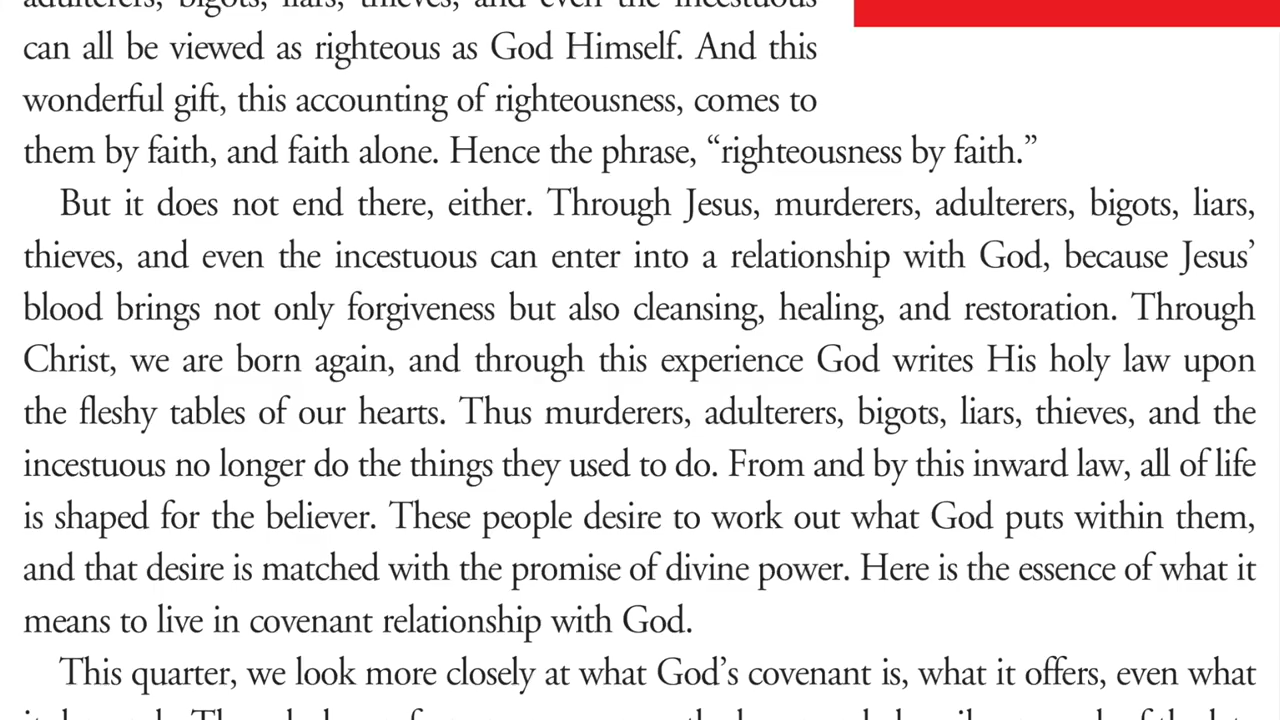 adulterers, bigots, liars, thieves, and even the incestuous
can all be viewed as righteous as God Himself. And this
wonderful gift, this accounting of righteousness, comes to
them by faith, and faith alone. Hence the phrase, “righteousness by faith.”
But it does not end there, either. Through Jesus, murderers, adulterers, bigots, liars,
thieves, and even the incestuous can enter into a relationship with God, because Jesus’
blood brings not only forgiveness but also cleansing, healing, and restoration. Through
Christ, we are born again, and through this experience God writes His holy law upon
the fleshy tables of our hearts. Thus murderers, adulterers, bigots, liars, thieves, and the
incestuous no longer do the things they used to do. From and by this inward law, all of life
is shaped for the believer. These people desire to work out what God puts within them,
and that desire is matched with the promise of divine power. Here is the essence of what it
means to live in covenant relationship with God.
This quarter, we look more closely at what God’s covenant is, what it offers, even what